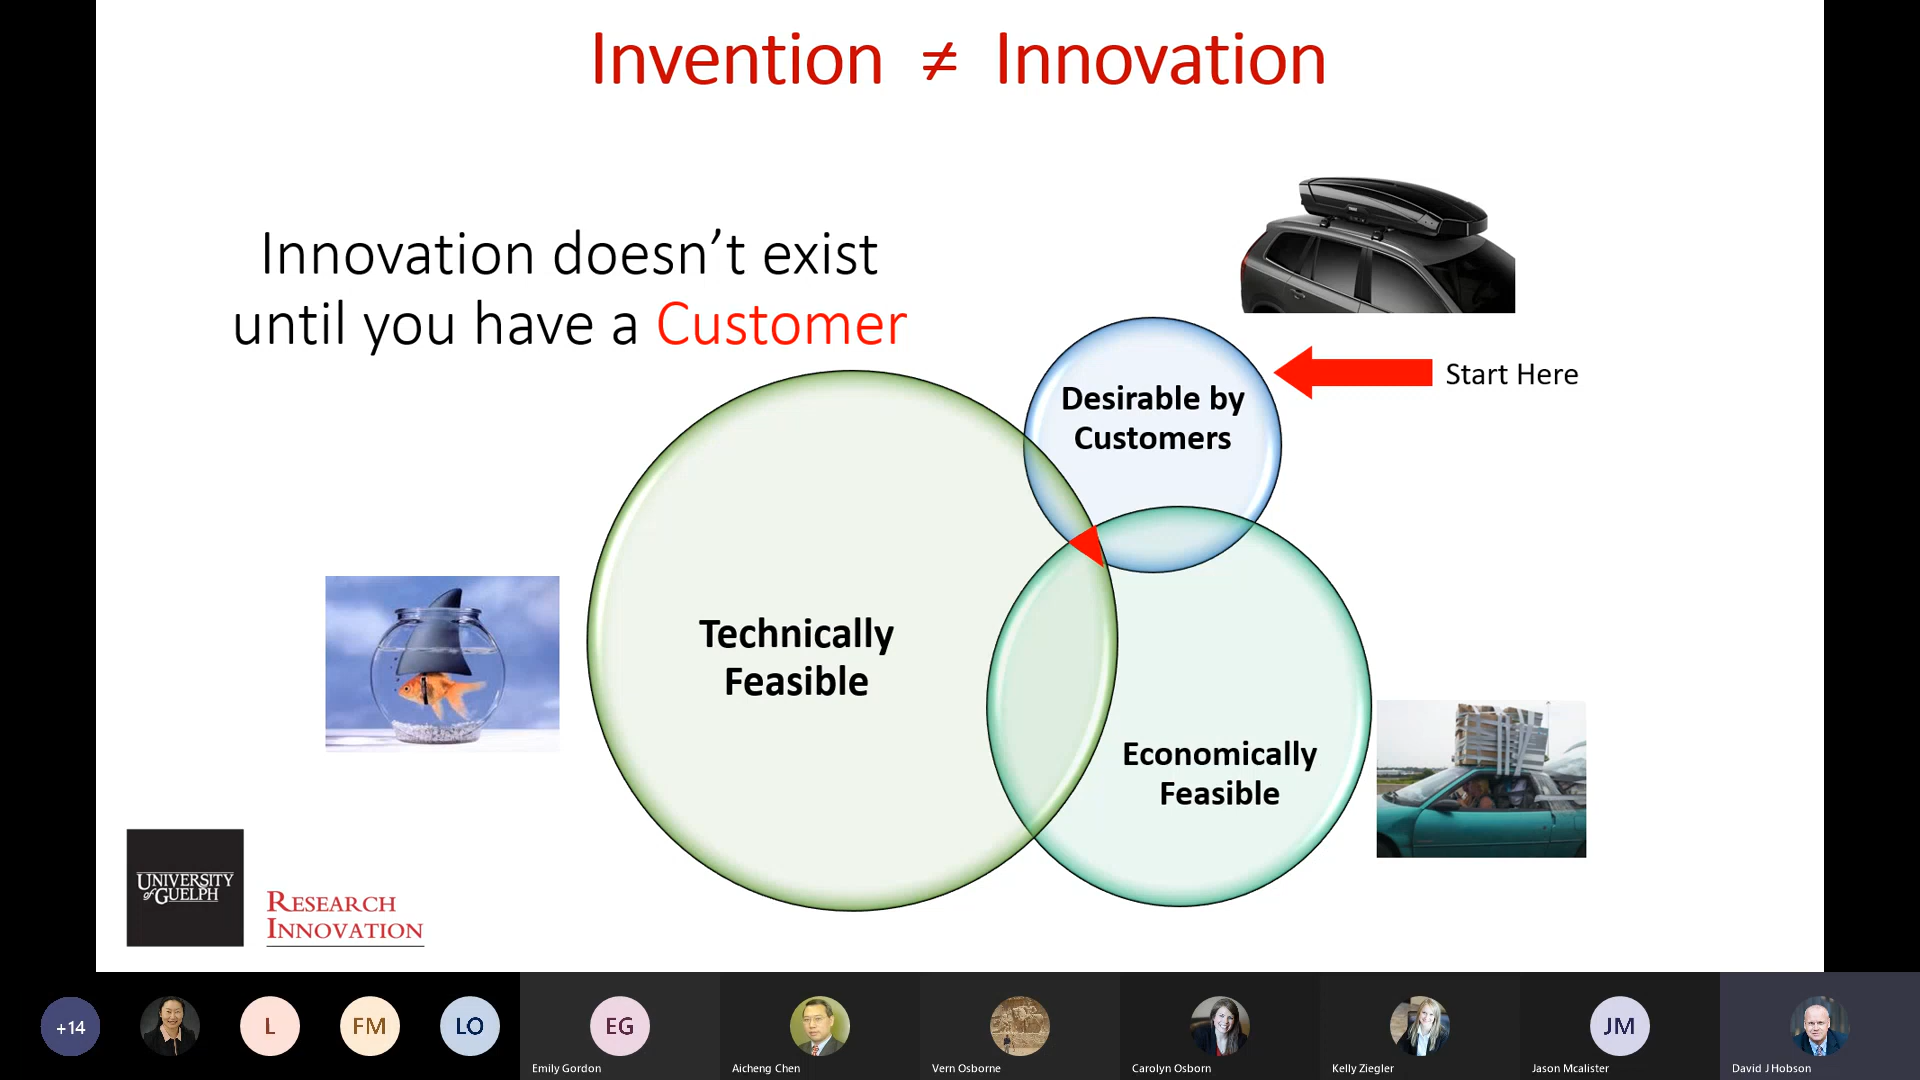 Invention ≠ Innovation
Innovation doesn’t exist
until you have a Customer
Start Here
Desirable by
Customers
Technically
Feasible
Economically
Feasible
UNIVERSITY
of GUELPH
RESEARCH
INNOVATION
+14
L
FM
LO
EG
JM
Emily Gordon
Aicheng Chen
Vern Osborne
Carolyn Osborn
Kelly Ziegler
Jason Mcalister
David J Hobson